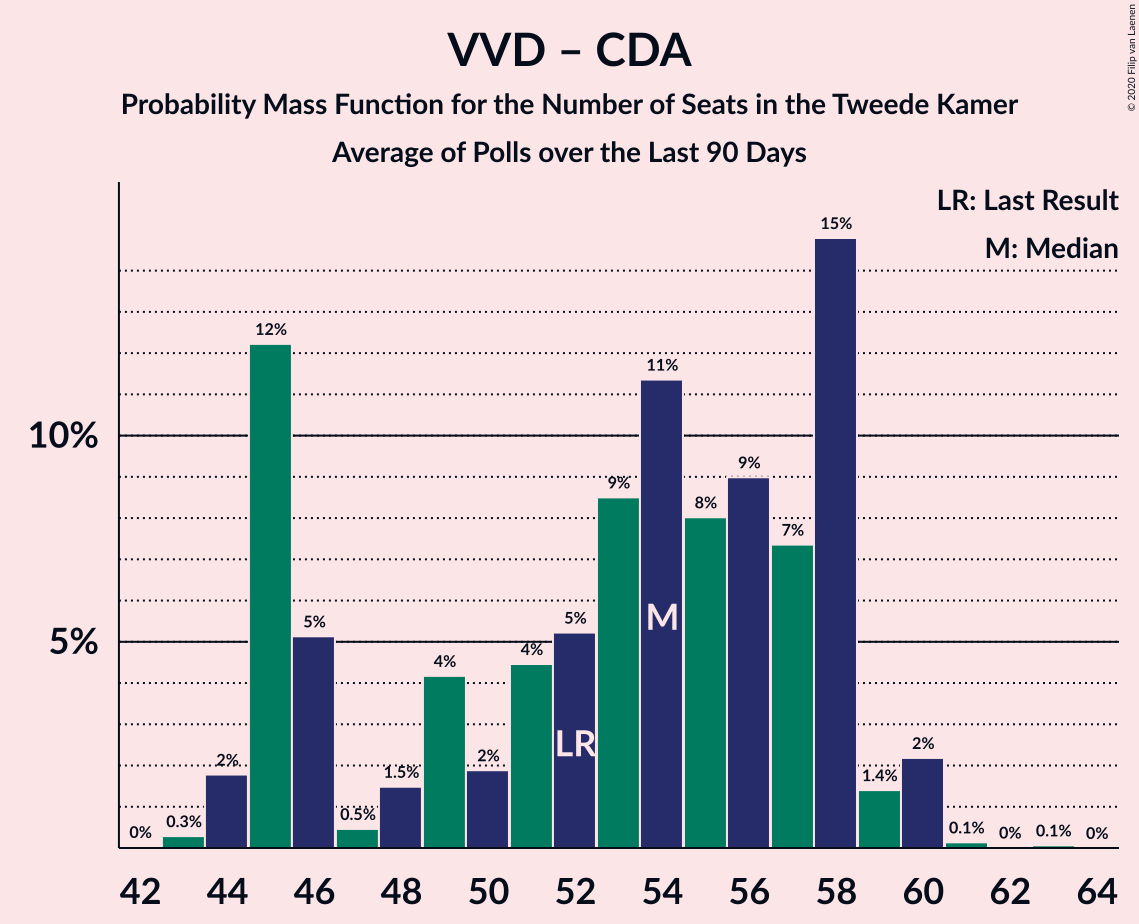 VVD – CDA
Probability Mass Function for the Number of Seats in the Tweede Kamer
Average of Polls over the Last 90 Days
© 2020 Filip van Laenen
LR: Last Result
M: Median
10%
5%
0%
0.3%
2%
12%
5%
0.5%
1.5%
4%
2%
4%
5%
9%
11%
8%
9%
7%
15%
1.4%
2%
0.1%
0%
0.1%
0%
M
LR
42 44 46 48 50 52 54 56 58 60 62 64